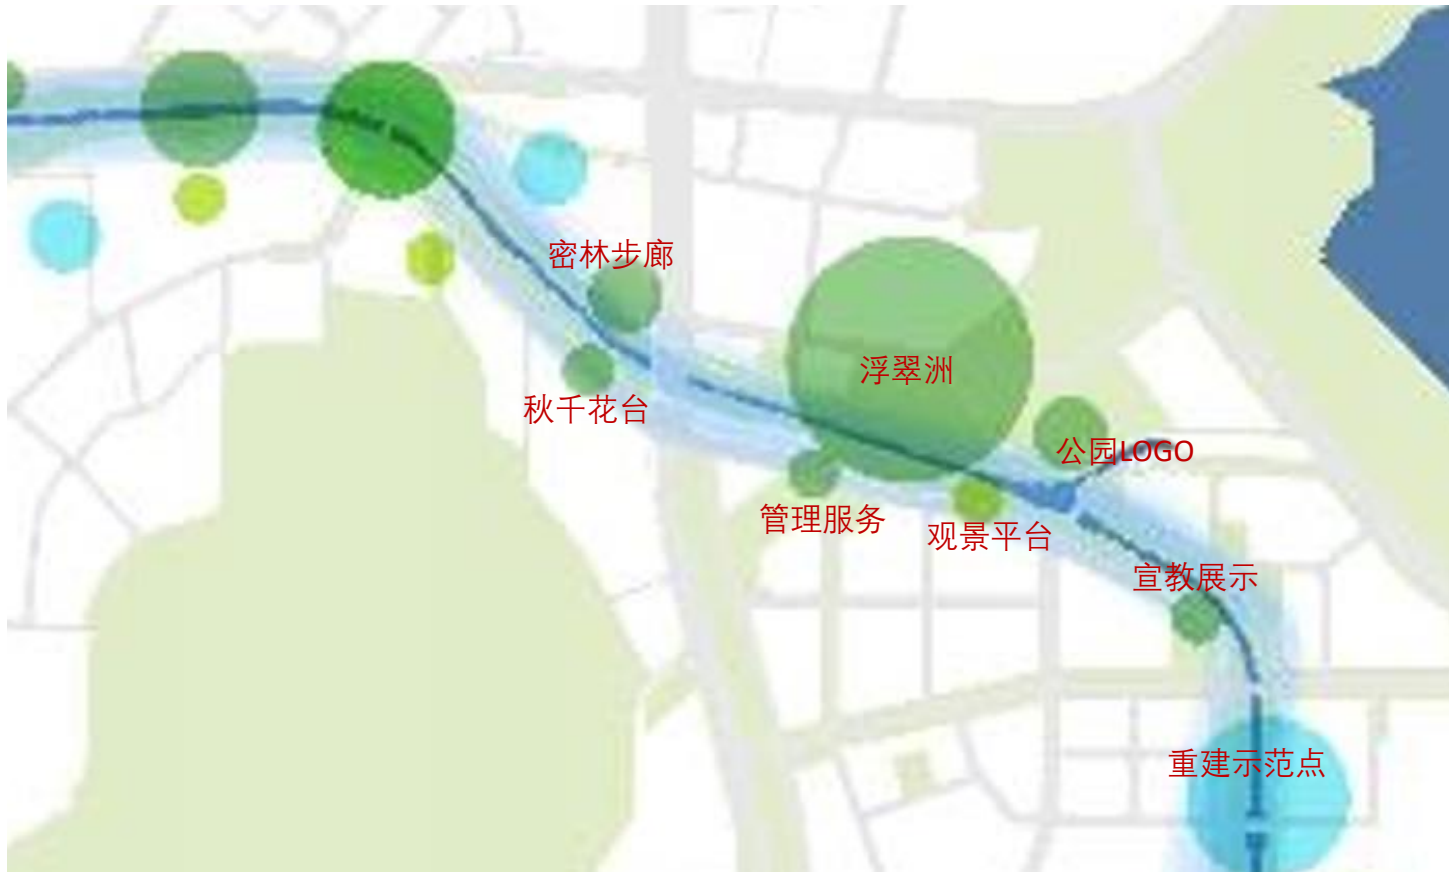 密林步廊
浮翠洲
秋千花台
公园LOGO
管理服务
观景平台
宣教展示
重建示范点